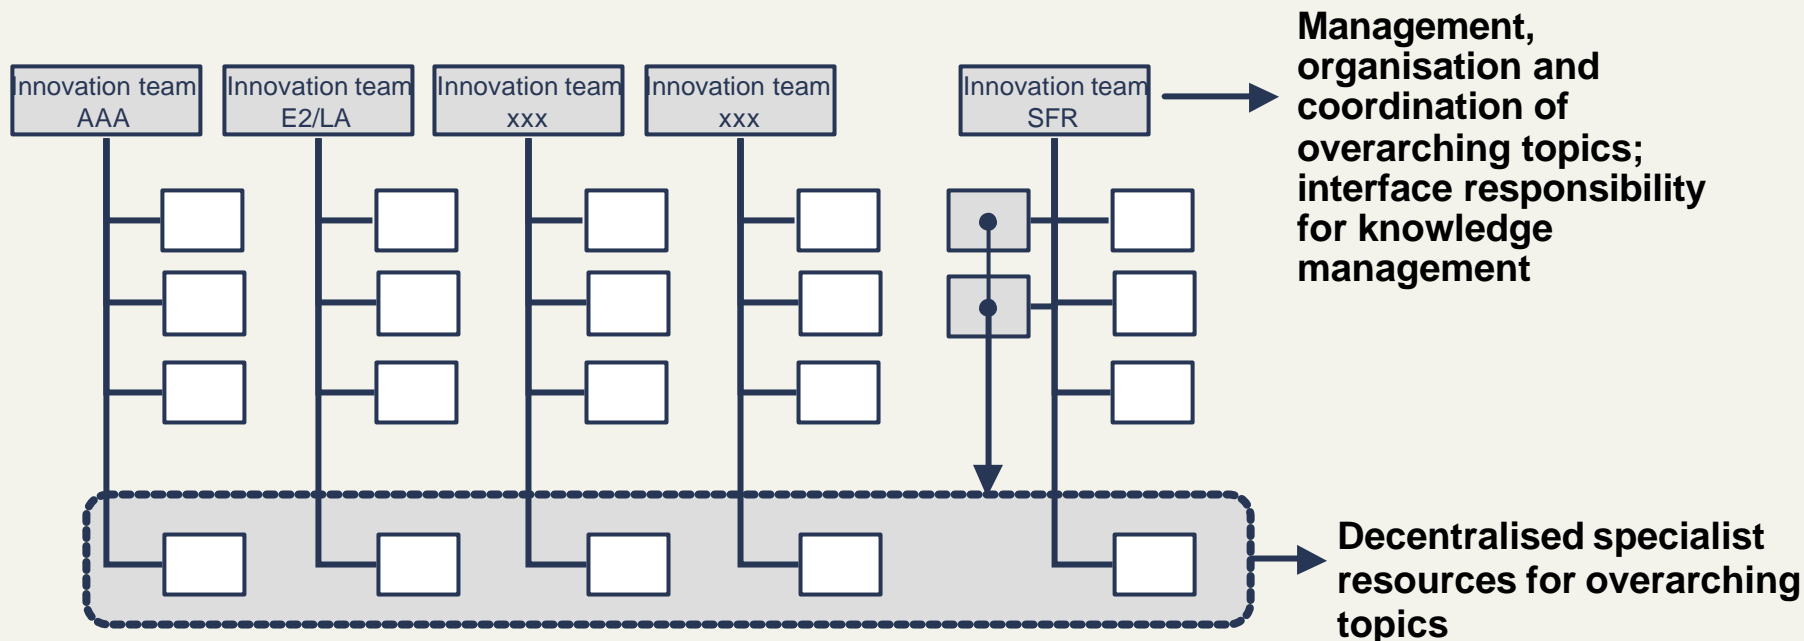 Innovation team
AAA
Innovation team
E2/LA
Innovation team
xxx
Innovation team
xxx
Innovation team
SFR
Management,
organisation and
coordination of
overarching topics;
interface responsibility
for knowledge
management
Decentralised specialist
resources for overarching
topics